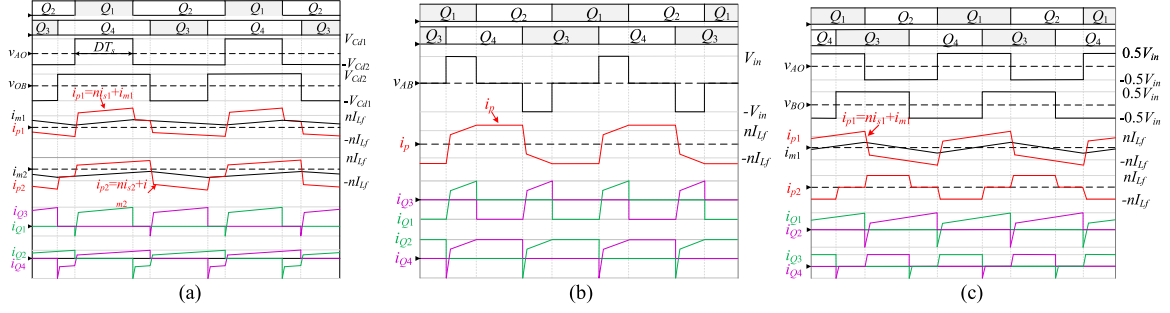 Q2 Q1 Q2 Q1 Q2
Q3 Q4 Q3 Q4 Q3
vAO DTs VCd1
-VCd2
vOB VCd2
-VCd1
ip1=nis1+im1
im1 nILf
ip1 -nILf
im2 nILf
ip2 ip2=nis2+i -nILf
m2
iQ3
iQ1
iQ2
iQ4
(a)
Q1 Q2 Q1 Q2 Q1
Q3 Q4 Q3 Q4 Q3
Vin
vAB
-Vin
ip
nILf
ip
-nILf
iQ3
iQ1
iQ2
iQ4
(b)
Q1 Q2 Q1 Q2 Q1
Q4 Q3 Q4 Q3 Q4
0.5Vin
vAO
-0.5Vin
0.5Vin
vBO
-0.5Vin
ip1=nis1+im1
ip1 nILf
im1
-nILf
nILf
ip2
-nILf
iQ1
iQ2
iQ3
iQ4
(c)